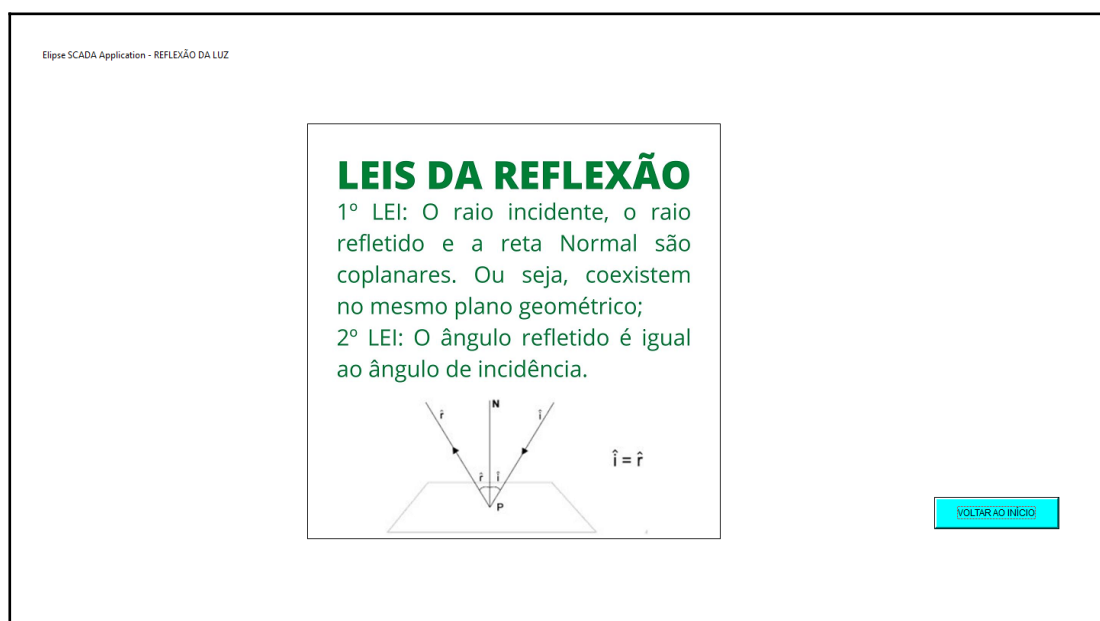 Elipse SCADA Application - REFLEXÃO DA LUZ
LEIS DA REFLEXÃO
1º LEI: O raio incidente, o raio
refletido e a reta Normal são
coplanares. Ou seja, coexistem
no mesmo plano geométrico;
2º LEI: O ângulo refletido é igual
ao ângulo de incidência.
r̂ N î
î = r̂
r̂ î
P
VOLTAR AO INÍCIO